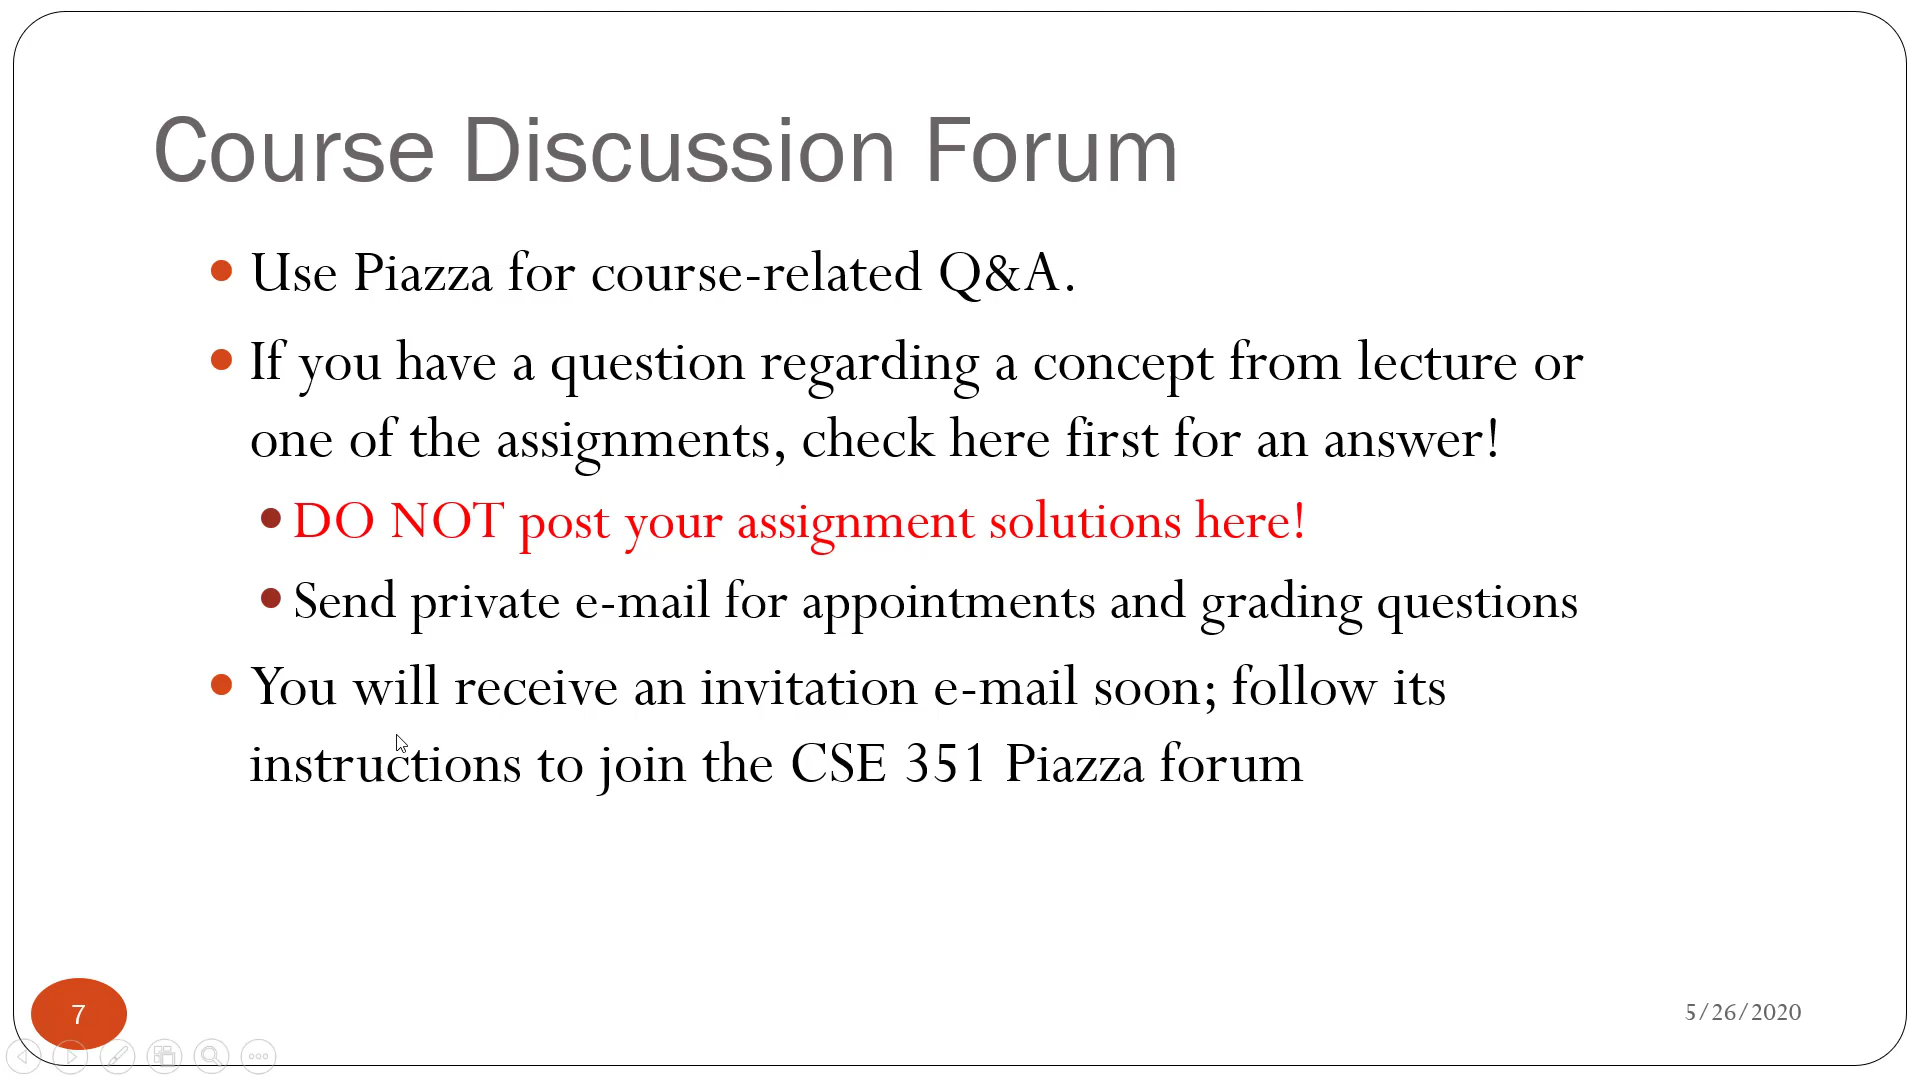 Course Discussion Forum
Use Piazza for course-related Q&A.
If you have a question regarding a concept from lecture or
one of the assignments, check here first for an answer!
DO NOT post your assignment solutions here!
Send private e-mail for appointments and grading questions
You will receive an invitation e-mail soon; follow its
instructions to join the CSE 351 Piazza forum
7
5/26/2020